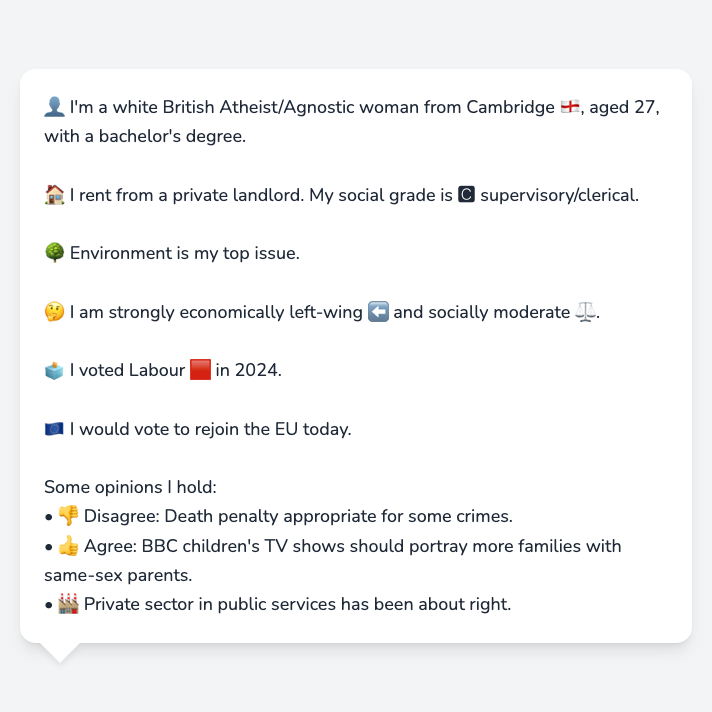 👤 I'm a white British Atheist/Agnostic woman from Cambridge 🏴󠁧󠁢󠁥󠁮󠁧󠁿, aged 27,
with a bachelor's degree.
🏠 I rent from a private landlord. My social grade is 🅲 supervisory/clerical.
🌳 Environment is my top issue.
🤔 I am strongly economically left-wing ⬅️ and socially moderate ⚖️.
🗳️ I voted Labour 🟥 in 2024.
🇪🇺 I would vote to rejoin the EU today.
Some opinions I hold:
• 👎 Disagree: Death penalty appropriate for some crimes.
• 👍 Agree: BBC children's TV shows should portray more families with
same-sex parents.
• 🏭 Private sector in public services has been about right.